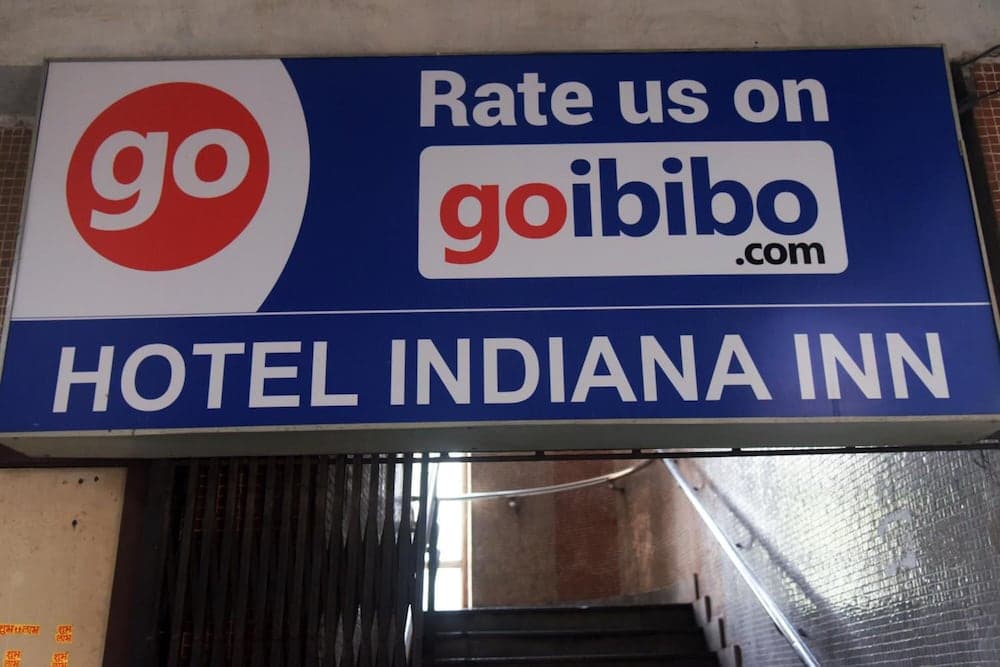 go
Rate us on
goibibo
.com
HOTEL INDIANA INN
शुभ लाभ
शुभ
लाभ
शुभ
लाभ
शुभ
लाभ